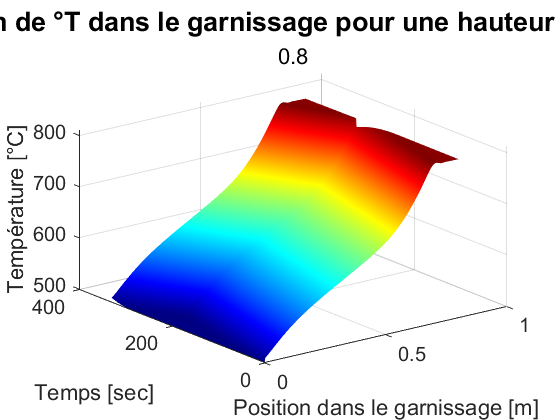 n de °T dans le garnissage pour une hauteur
0.8
Température [°C]
800
700
600
500
400
200
0
Temps [sec]
0
0.5
1
Position dans le garnissage [m]